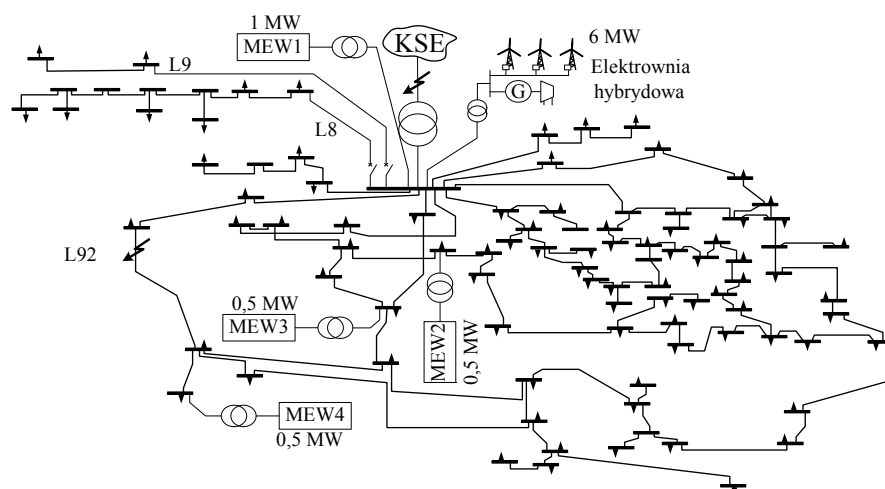 1 MW
MEW1
KSE
6 MW
Elektrownia
hybrydowa
G
L9
L8
L92
0,5 MW
MEW3
MEW2
0,5 MW
MEW4
0,5 MW